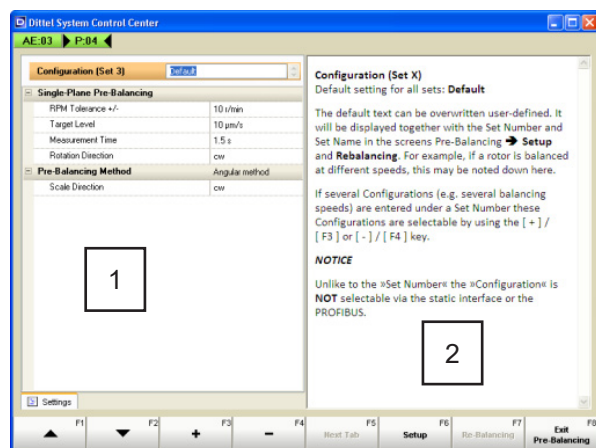 Dittel System Control Center
AE:03 P:04
Configuration (Set 3) Default
Single-Plane Pre-Balancing
RPM Tolerance +/- 10 r/min
Target Level 10 µm/s
Measurement Time 1.5 s
Rotation Direction cw
Pre-Balancing Method Angular method
Scale Direction cw
1
Settings
Configuration (Set X)
Default setting for all sets: Default
The default text can be overwritten user-defined. It
will be displayed together with the Set Number and
Set Name in the screens Pre-Balancing ➔ Setup
and Rebalancing. For example, if a rotor is balanced
at different speeds, this may be noted down here.
If several Configurations (e.g. several balancing
speeds) are entered under a Set Number these
Configurations are selectable by using the [ + ] /
[ F3 ] or [ - ] / [ F4 ] key.
NOTICE
Unlike to the »Set Number« the »Configuration« is
NOT selectable via the static interface or the
PROFIBUS.
2
F1 F2 F3 F4 F5 F6 F7 F8
+ - Next Tab Setup Re-Balancing Exit
Pre-Balancing